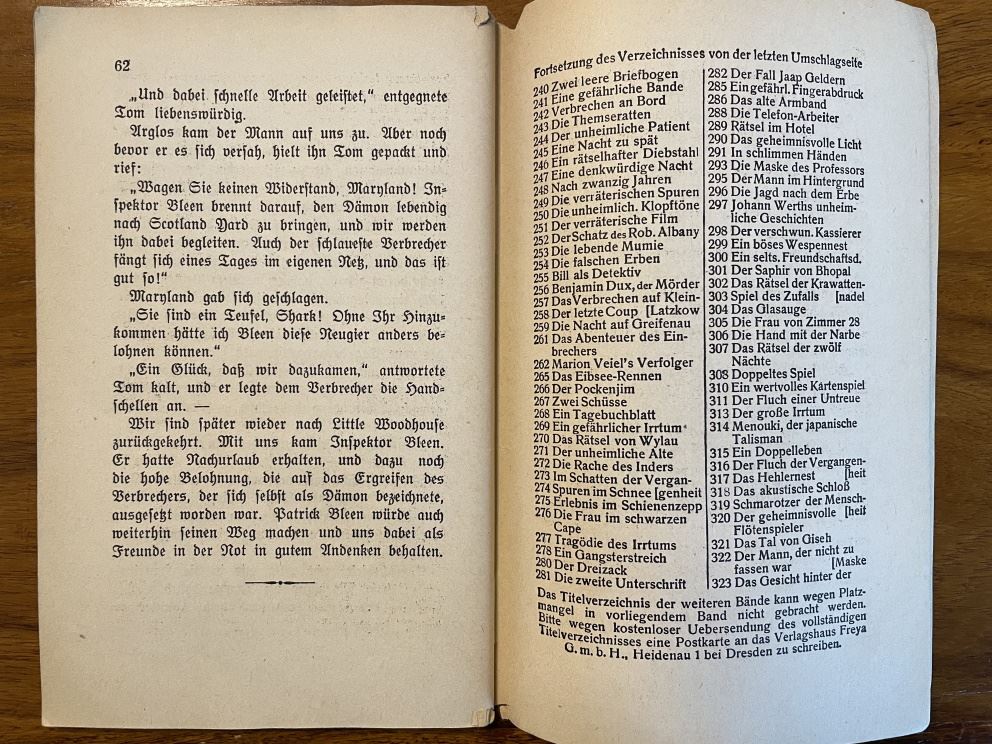 62
„Und dabei schnelle Arbeit geleistet,“ entgegnete
Tom liebenswürdig.
Arglos kam der Mann auf uns zu. Aber noch
bevor er es sich versah, hielt ihn Tom gepackt und
rief:
„Wagen Sie keinen Widerstand, Maryland! In-
spektor Bleen brennt darauf, den Dämon lebendig
nach Scotland Yard zu bringen, und wir werden
ihn dabei begleiten. Auch der schlaueste Verbrecher
fängt sich eines Tages im eigenen Netz, und das ist
gut so!“
Maryland gab sich geschlagen.
„Sie sind ein Teufel, Shark! Ohne Ihr Hinzu-
kommen hätte ich Bleen diese Neugier anders be-
lohnen können.“
„Ein Glück, daß wir dazukamen,“ antwortete
Tom kalt, und er legte dem Verbrecher die Hand-
schellen an. —
Wir sind später wieder nach Little Woodhouse
zurückgekehrt. Mit uns kam Inspektor Bleen.
Er hatte Nachurlaub erhalten, und dazu noch
die hohe Belohnung, die auf das Ergreifen des
Verbrechers, der sich selbst als Dämon bezeichnete,
ausgesetzt worden war. Patrick Bleen würde auch
weiterhin seinen Weg machen und uns dabei als
Freunde in der Not in gutem Andenken behalten.
Fortsetzung des Verzeichnisses von der letzten Umschlagseite
240 Zwei leere Briefbogen
241 Eine gefährliche Bande
242 Verbrechen an Bord
243 Die Themseratten
244 Der unheimliche Patient
245 Eine Nacht zu spät
246 Ein rätselhafter Diebstahl
247 Eine denkwürdige Nacht
248 Nach zwanzig Jahren
249 Die verräterischen Spuren
250 Die unheimlich. Klopftöne
251 Der verräterische Film
252 Der Schatz des Rob. Albany
253 Die lebende Mumie
254 Die falschen Erben
255 Bill als Detektiv
256 Benjamin Dux, der Mörder
257 Das Verbrechen auf Klein-
258 Der letzte Coup [Latzkow
259 Die Nacht auf Greifenau
261 Das Abenteuer des Ein-
brechers
262 Marion Veiel's Verfolger
265 Das Eibsee-Rennen
266 Der Pockenjim
267 Zwei Schüsse
268 Ein Tagebuchblatt
269 Ein gefährlicher Irrtum
270 Das Rätsel von Wylau
271 Der unheimliche Alte
272 Die Rache des Inders
273 Im Schatten der Vergan-
274 Spuren im Schnee [genheit
275 Erlebnis im Schienenzepp
276 Die Frau im schwarzen
Cape
277 Tragödie des Irrtums
278 Ein Gangsterstreich
280 Der Dreizack
281 Die zweite Unterschrift
282 Der Fall Jaap Geldern
285 Ein gefährl. Fingerabdruck
286 Das alte Armband
288 Die Telefon-Arbeiter
289 Rätsel im Hotel
290 Das geheimnisvolle Licht
291 In schlimmen Händen
293 Die Maske des Professors
295 Der Mann im Hintergrund
296 Die Jagd nach dem Erbe
297 Johann Werths unheim-
liche Geschichten
298 Der verschwun. Kassierer
299 Ein böses Wespennest
300 Ein selts. Freundschaftsd.
301 Der Saphir von Bhopal
302 Das Rätsel der Krawatten-
303 Spiel des Zufalls [nadel
304 Das Glasauge
305 Die Frau von Zimmer 28
306 Die Hand mit der Narbe
307 Das Rätsel der zwölf
Nächte
308 Doppeltes Spiel
310 Ein wertvolles Kartenspiel
311 Der Fluch einer Untreue
313 Der große Irrtum
314 Menouki, der japanische
Talisman
315 Ein Doppelleben
316 Der Fluch der Vergangen-
317 Das Hehlernest [heit
318 Das akustische Schloß
319 Schmarotzer der Mensch-
320 Der geheimnisvolle [heit
Flötenspieler
321 Das Tal von Giseh
322 Der Mann, der nicht zu
fassen war [Maske
323 Das Gesicht hinter der
Das Titelverzeichnis der weiteren Bände kann wegen Platz-
mangel in vorliegendem Band nicht gebracht werden.
Bitte wegen kostenloser Uebersendung des vollständigen
Titelverzeichnisses eine Postkarte an das Verlagshaus Freya
G. m. b. H., Heidenau 1 bei Dresden zu schreiben.